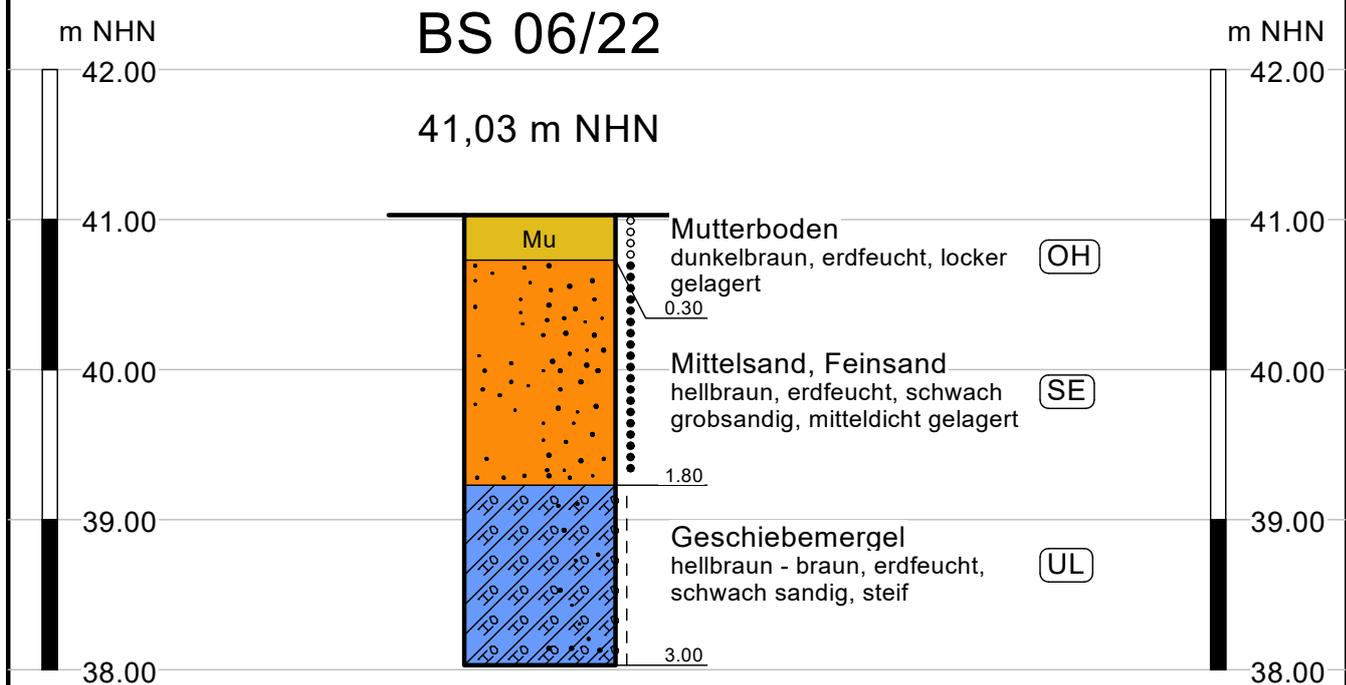 m NHN
BS 06/22
m NHN
42.00
42.00
41,03 m NHN
41.00
41.00
Mu
Mutterboden
dunkelbraun, erdfeucht, locker
gelagert
OH
0.30
40.00
40.00
Mittelsand, Feinsand
hellbraun, erdfeucht, schwach
grobsandig, mitteldicht gelagert
SE
1.80
39.00
39.00
Geschiebemergel
hellbraun - braun, erdfeucht,
schwach sandig, steif
UL
3.00
38.00
38.00